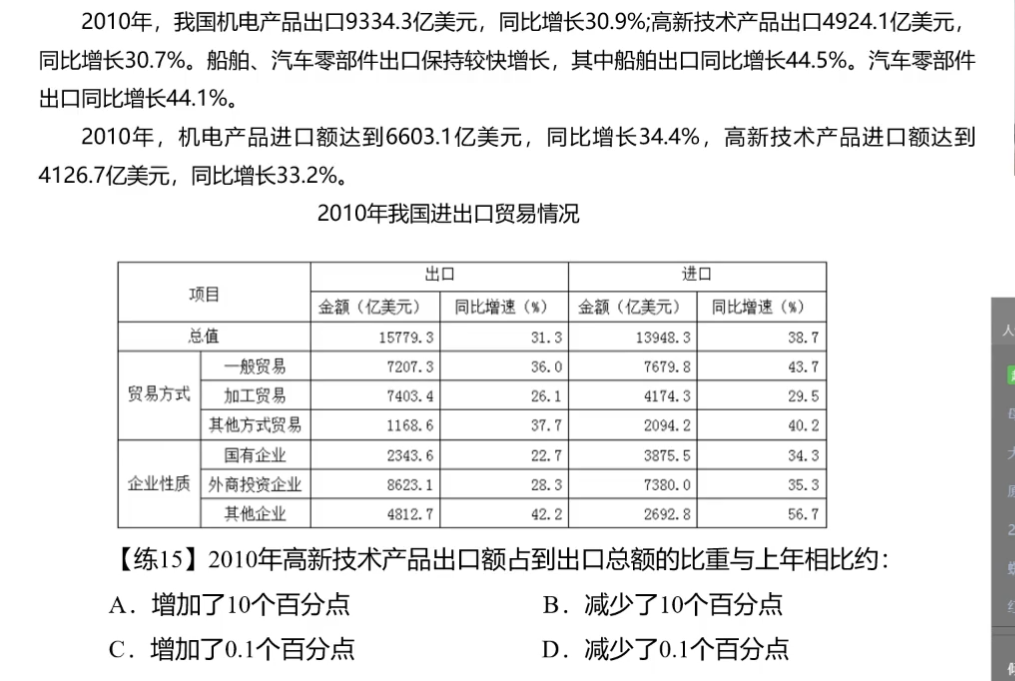 2010年，我国机电产品出口9334.3亿美元，同比增长30.9%;高新技术产品出口4924.1亿美元，
同比增长30.7%。船舶、汽车零部件出口保持较快增长，其中船舶出口同比增长44.5%。汽车零部件
出口同比增长44.1%。
2010年，机电产品进口额达到6603.1亿美元，同比增长34.4%，高新技术产品进口额达到
4126.7亿美元，同比增长33.2%。
2010年我国进出口贸易情况
项目 出口 进口
金额（亿美元） 同比增速（%） 金额（亿美元） 同比增速（%）
总值 15779.3 31.3 13948.3 38.7
贸易方式 一般贸易 7207.3 36.0 7679.8 43.7
加工贸易 7403.4 26.1 4174.3 29.5
其他方式贸易 1168.6 37.7 2094.2 40.2
企业性质 国有企业 2343.6 22.7 3875.5 34.3
外商投资企业 8623.1 28.3 7380.0 35.3
其他企业 4812.7 42.2 2692.8 56.7
【练15】2010年高新技术产品出口额占到出口总额的比重与上年相比约：
A．增加了10个百分点 B．减少了10个百分点
C．增加了0.1个百分点 D．减少了0.1个百分点